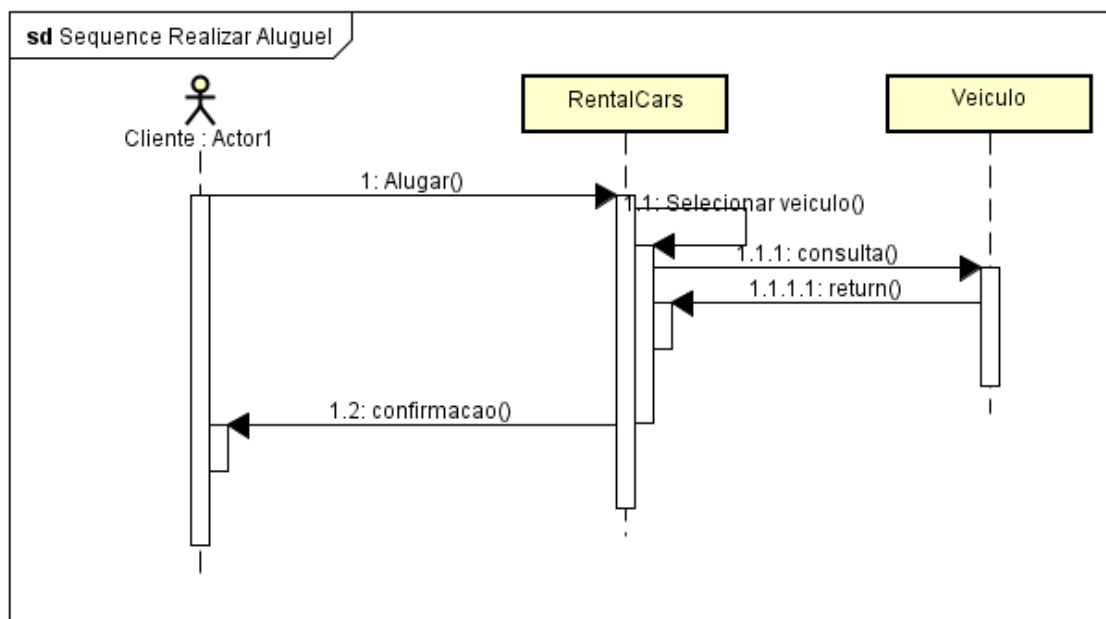 sd Sequence Realizar Aluguel
Cliente : Actor1
RentalCars
Veiculo
1: Alugar()
1.1: Selecionar veiculo()
1.1.1: consulta()
1.1.1.1: return()
1.2: confirmacao()